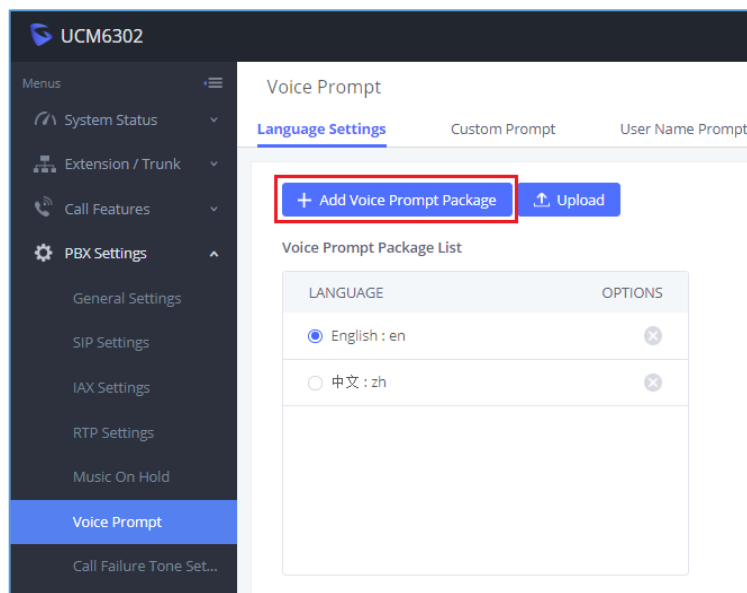 UCM6302
Menus
System Status
Extension / Trunk
Call Features
PBX Settings
General Settings
SIP Settings
IAX Settings
RTP Settings
Music On Hold
Voice Prompt
Call Failure Tone Set...
Voice Prompt
Language Settings Custom Prompt User Name Prompt
+ Add Voice Prompt Package Upload
Voice Prompt Package List
LANGUAGE OPTIONS
English : en
中文 : zh